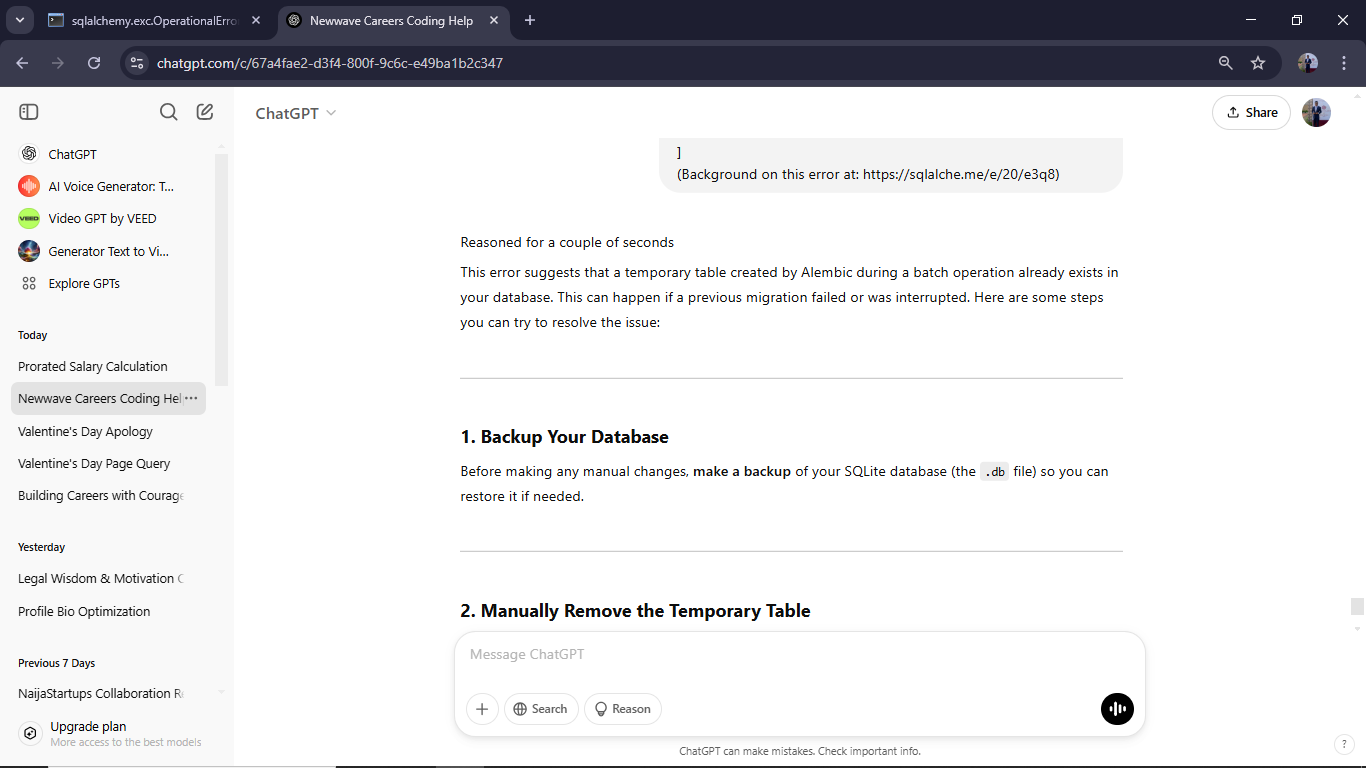 sqlalchemy.exc.OperationalErro
Newwave Careers Coding Help
chatgpt.com/c/67a4fae2-d3f4-800f-9c6c-e49ba1b2c347
ChatGPT
Share
ChatGPT
AI Voice Generator: T...
VEED
Video GPT by VEED
Generator Text to Vi...
Explore GPTs
Today
Prorated Salary Calculation
Newwave Careers Coding Hel
Valentine's Day Apology
Valentine's Day Page Query
Building Careers with Courage
Yesterday
Legal Wisdom & Motivation C
Profile Bio Optimization
Previous 7 Days
NaijaStartups Collaboration Re
Upgrade plan
More access to the best models
]
(Background on this error at: https://sqlalche.me/e/20/e3q8)
Reasoned for a couple of seconds
This error suggests that a temporary table created by Alembic during a batch operation already exists in
your database. This can happen if a previous migration failed or was interrupted. Here are some steps
you can try to resolve the issue:
1. Backup Your Database
Before making any manual changes, make a backup of your SQLite database (the .db file) so you can
restore it if needed.
2. Manually Remove the Temporary Table
Message ChatGPT
Search
Reason
ChatGPT can make mistakes. Check important info.
?